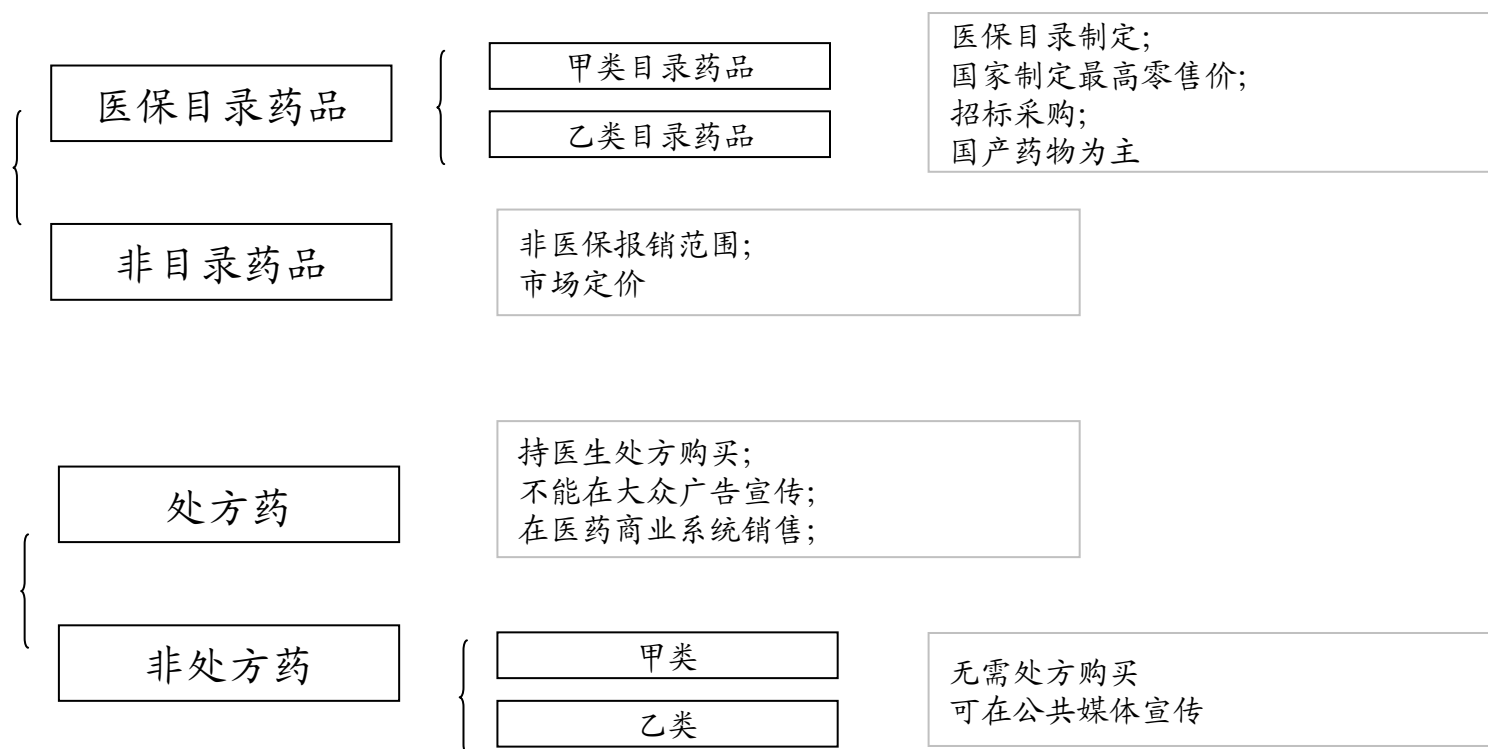 医保目录药品
甲类目录药品
乙类目录药品
医保目录制定;
国家制定最高零售价;
招标采购;
国产药物为主
非目录药品
非医保报销范围;
市场定价
处方药
持医生处方购买;
不能在大众广告宣传;
在医药商业系统销售;
非处方药
甲类
乙类
无需处方购买
可在公共媒体宣传